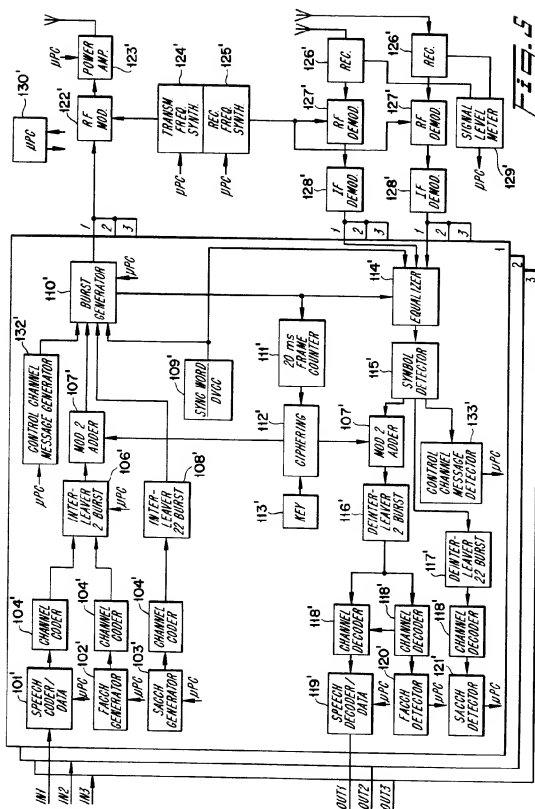 130'
µPC
µPC
POWER
AMP.
123'
122'
RF
MOD.
124'
125'
TRANSM
FREQ.
SYNTH.
REC.
FREQ.
SYNTH
µPC
µPC
126'
REC.
126'
REC.
127'
RF
DEMOD.
127'
RF
DEMOD.
128'
IF
DEMOD.
128'
IF
DEMOD.
SIGNAL
LEVEL
METER
129'
µPC
Fig. 5
1
2
3
1
2
3
1
2
3
1
2
3
132'
CONTROL CHANNEL
MESSAGE GENERATOR
µPC
110'
BURST
GENERATOR
µPC
107'
MOD 2
ADDER
106'
INTER-
LEAVER
2 BURST
µPC
108'
INTER-
LEAVER
22 BURST
109'
SYNC WORD
DVCC
111'
20 ms
FRAME
COUNTER
112'
CIPHERING
113'
KEY
114'
EQUALIZER
115'
SYMBOL
DETECTOR
107'
MOD 2
ADDER
133'
CONTROL
CHANNEL
MESSAGE
DETECTOR
µPC
116'
DEINTER-
LEAVER
2 BURST
117'
DEINTER-
LEAVER
22 BURST
101'
SPEECH
CODER/
DATA
µPC
104'
CHANNEL
CODER
102'
FACCH
GENERATOR
µPC
104'
CHANNEL
CODER
103'
SACCH
GENERATOR
µPC
104'
CHANNEL
CODER
118'
CHANNEL
DECODER
118'
CHANNEL
DECODER
118'
CHANNEL
DECODER
119'
SPEECH
DECODER/
DATA
µPC
120'
FACCH
DETECTOR
µPC
121'
SACCH
DETECTOR
µPC
IN1
IN2
IN3
OUT1
OUT2
OUT3